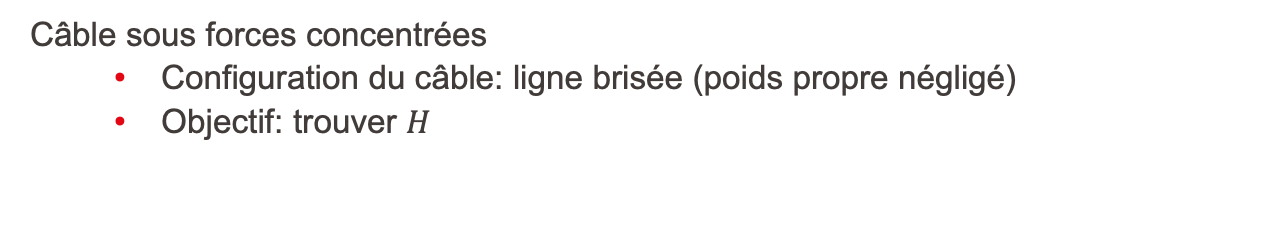 Câble sous forces concentrées
• Configuration du câble: ligne brisée (poids propre négligé)
• Objectif: trouver H